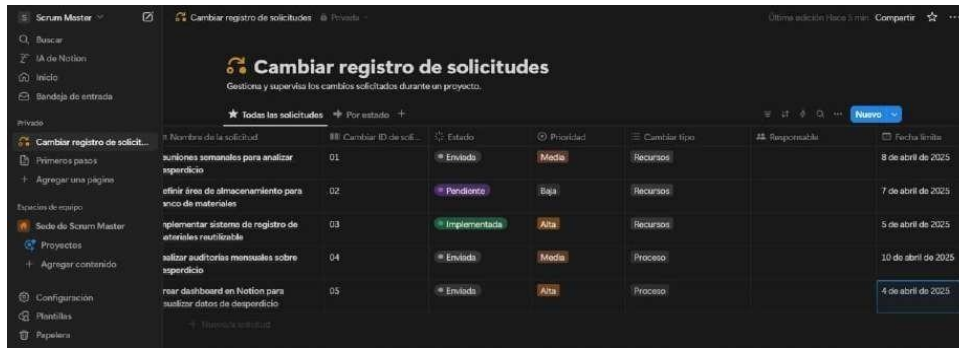 Scrum Master
Buscar
IA de Notion
Inicio
Bandeja de entrada
Privado
Cambiar registro de solicit...
Primeros pasos
Agregar una página
Espacios de equipo
Sede de Scrum Master
Proyectos
Agregar contenido
Configuración
Plantillas
Papelera
Cambiar registro de solicitudes Privada
Última edición Hace 5 min Compartir
Cambiar registro de solicitudes
Gestiona y supervisa los cambios solicitados durante un proyecto.
Todas las solicitudes Por estado
Nuevo
Nombre de la solicitud Cambiar ID de soli... Estado Prioridad Cambiar tipo Responsable Fecha límite
euniones semanales para analizar
esperdicio
01 Enviada Media Recursos 8 de abril de 2025
efinir área de almacenamiento para
anco de materiales
02 Pendiente Baja Recursos 7 de abril de 2025
mplementar sistema de registro de
ateriales reutilizable
03 Implementada Alta Recursos 5 de abril de 2025
ealizar auditorías mensuales sobre
esperdicio
04 Enviada Media Proceso 10 de abril de 2025
rear dashboard en Notion para
sualizar datos de desperdicio
05 Enviada Alta Proceso 4 de abril de 2025